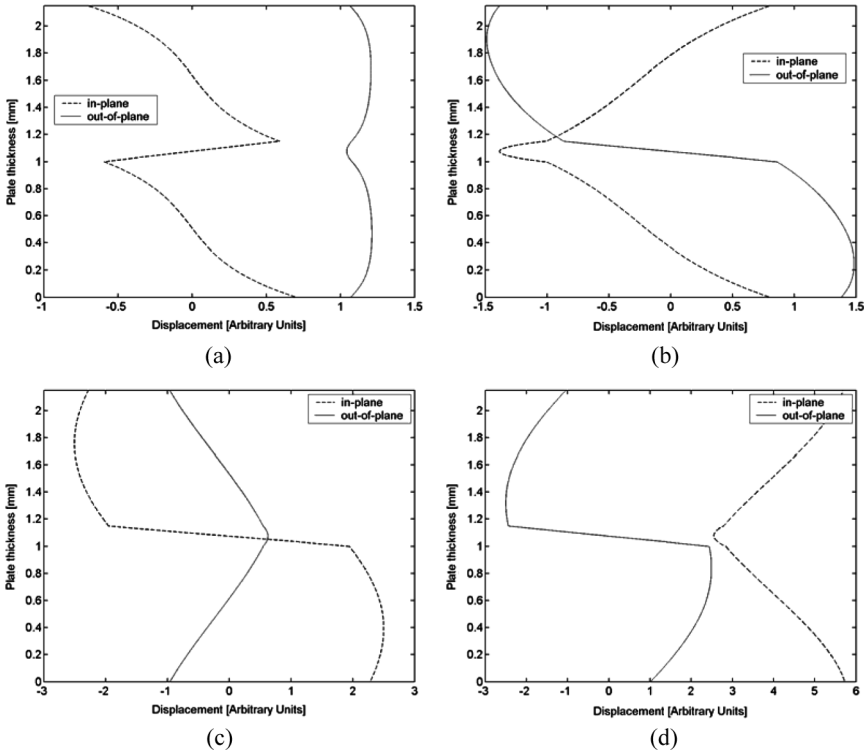 2
1.8
1.6
1.4
1.2
1
0.8
0.6
0.4
0.2
0
Plate thickness [mm]
in-plane
out-of-plane
-1 -0.5 0 0.5 1 1.5
Displacement [Arbitrary Units]
(a)
2
1.8
1.6
1.4
1.2
1
0.8
0.6
0.4
0.2
0
Plate thickness [mm]
in-plane
out-of-plane
-1.5 -1 -0.5 0 0.5 1 1.5
Displacement [Arbitrary Units]
(b)
2
1.8
1.6
1.4
1.2
1
0.8
0.6
0.4
0.2
0
Plate thickness [mm]
in-plane
out-of-plane
-3 -2 -1 0 1 2 3
Displacement [Arbitrary Units]
(c)
2
1.8
1.6
1.4
1.2
1
0.8
0.6
0.4
0.2
0
Plate thickness [mm]
in-plane
out-of-plane
-3 -2 -1 0 1 2 3 4 5 6
Displacement [Arbitrary Units]
(d)